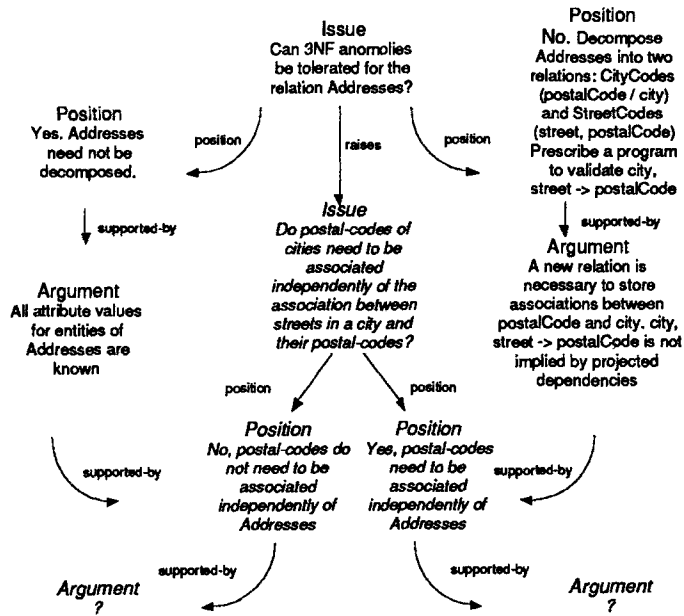 Issue
Can 3NF anomolies
be tolerated for the
relation Addresses?
Position
No. Decompose
Addresses into two
relations: CityCodes
(postalCode / city)
and StreetCodes
(street, postalCode)
Prescribe a program
to validate city,
street -> postalCode
Position
Yes. Addresses
need not be
decomposed.
position
raises
position
supported-by
supported-by
Issue
Do postal-codes of
cities need to be
associated
independently of the
association between
streets in a city and
their postal-codes?
Argument
All attribute values
for entities of
Addresses are
known
Argument
A new relation is
necessary to store
associations between
postalCode and city. city,
street -> postalCode is not
implied by projected
dependencies
position
position
Position
No, postal-codes do
not need to be
associated
independently of
Addresses
Position
Yes, postal-codes
need to be
associated
independently of
Addresses
supported-by
supported-by
supported-by
supported-by
Argument
?
Argument
?